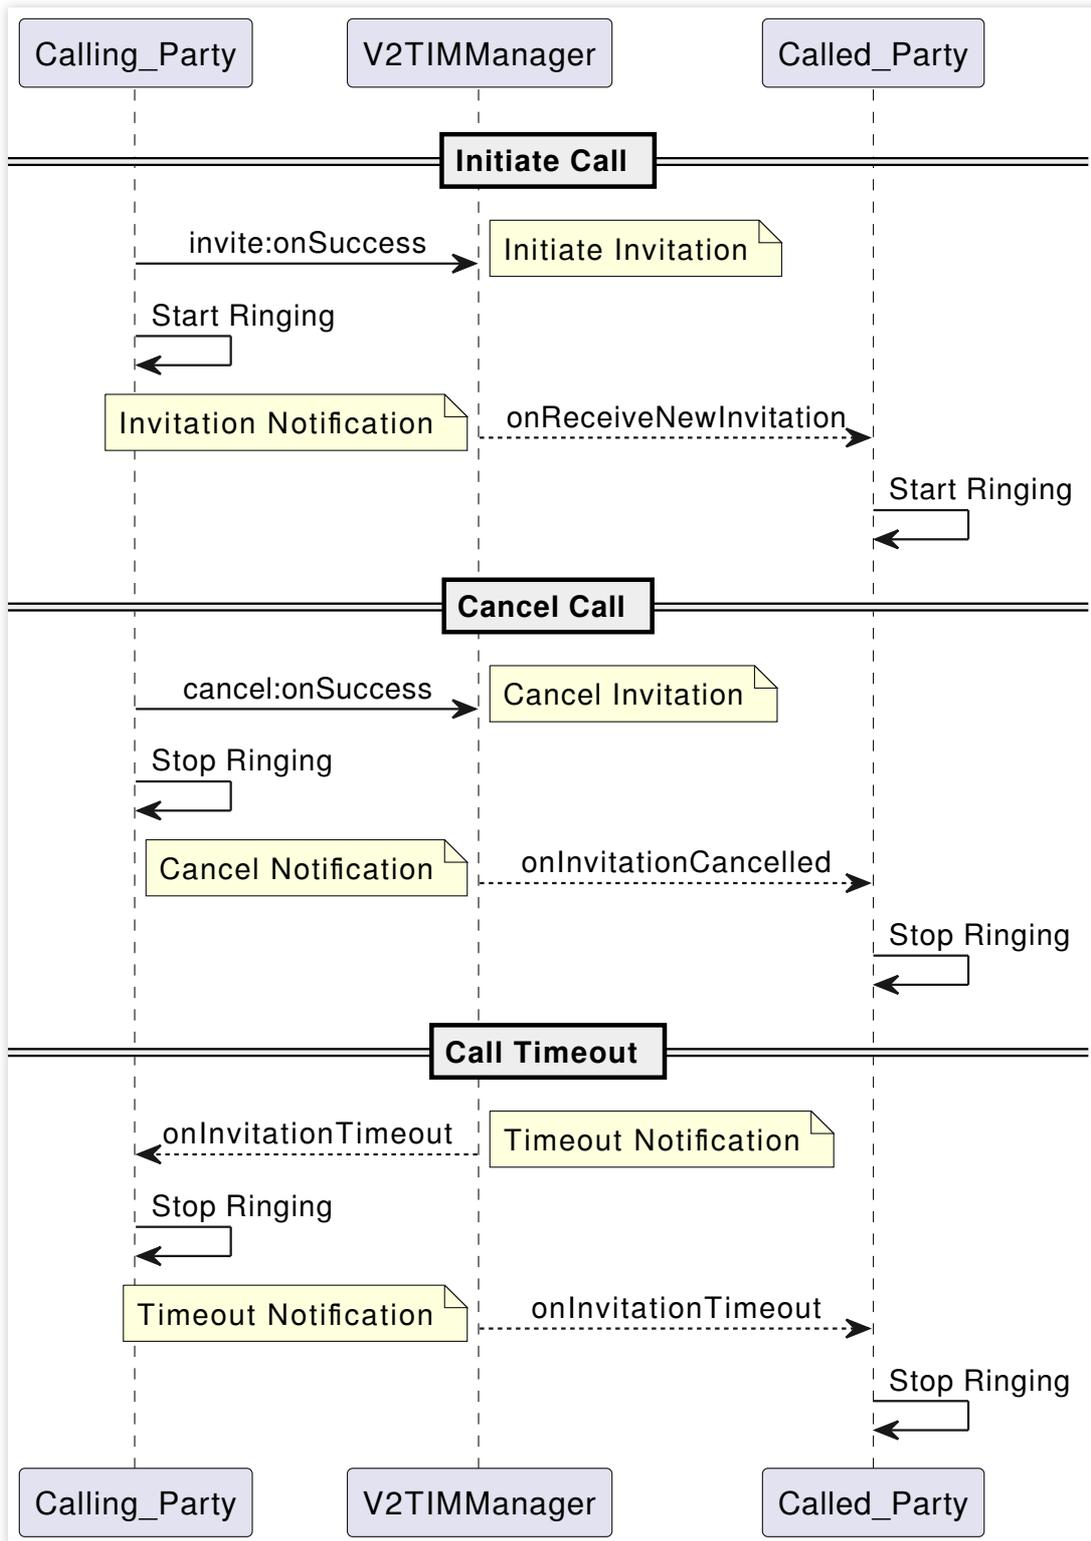 Calling_Party V2TIMManager Called_Party
Initiate Call
invite:onSuccess Initiate Invitation
Start Ringing
Invitation Notification onReceiveNewInvitation
Start Ringing
Cancel Call
cancel:onSuccess Cancel Invitation
Stop Ringing
Cancel Notification onInvitationCancelled
Stop Ringing
Call Timeout
onInvitationTimeout Timeout Notification
Stop Ringing
Timeout Notification onInvitationTimeout
Stop Ringing
Calling_Party V2TIMManager Called_Party